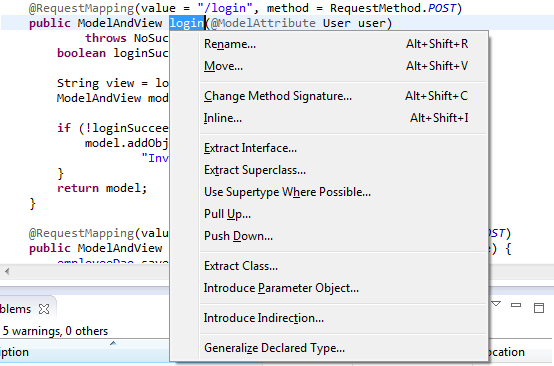 @RequestMapping(value = "/login", method = RequestMethod.POST)
public ModelAndView login(@ModelAttribute User user)
throws NoSuc
boolean loginSuc
String view = lo
ModelAndView mod
if (!loginSuccee
model.addObj
"Inv
}
return model;
}
@RequestMapping(valu POST)
public ModelAndView ) {
Rename... Alt+Shift+R
Move... Alt+Shift+V
Change Method Signature... Alt+Shift+C
Inline... Alt+Shift+I
Extract Interface...
Extract Superclass...
Use Supertype Where Possible...
Pull Up...
Push Down...
Extract Class...
Introduce Parameter Object...
Introduce Indirection...
Generalize Declared Type...
blems
5 warnings, 0 others
iption ocation